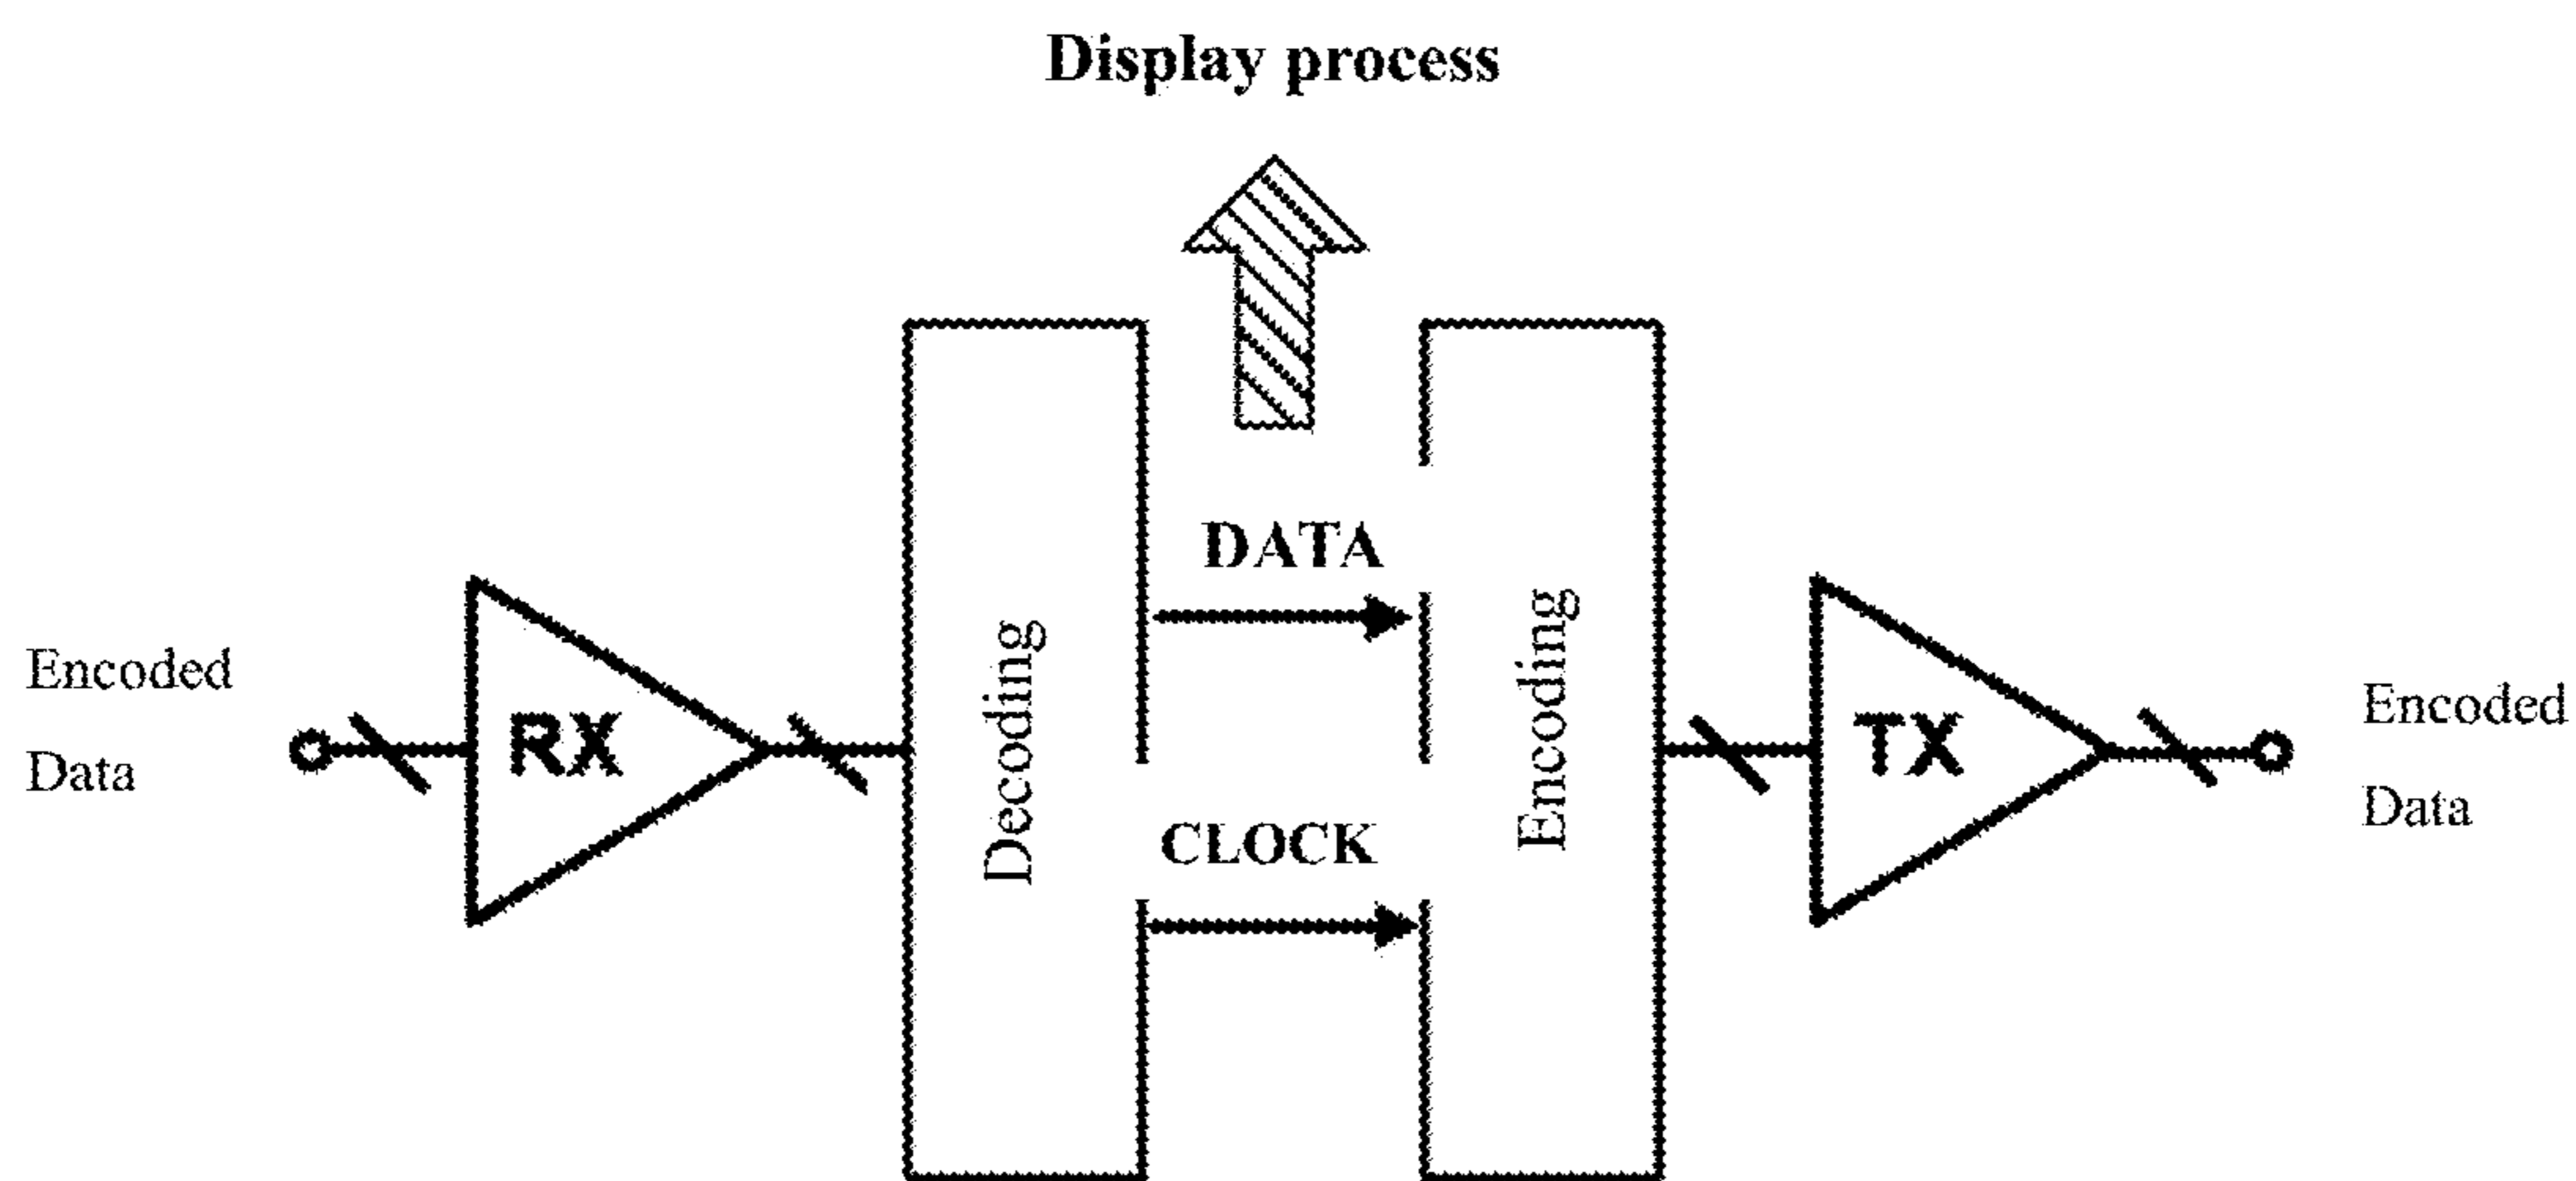 Display process
DATA
Encoded
Data
RX
Decoding
CLOCK
Encoding
TX
Encoded
Data